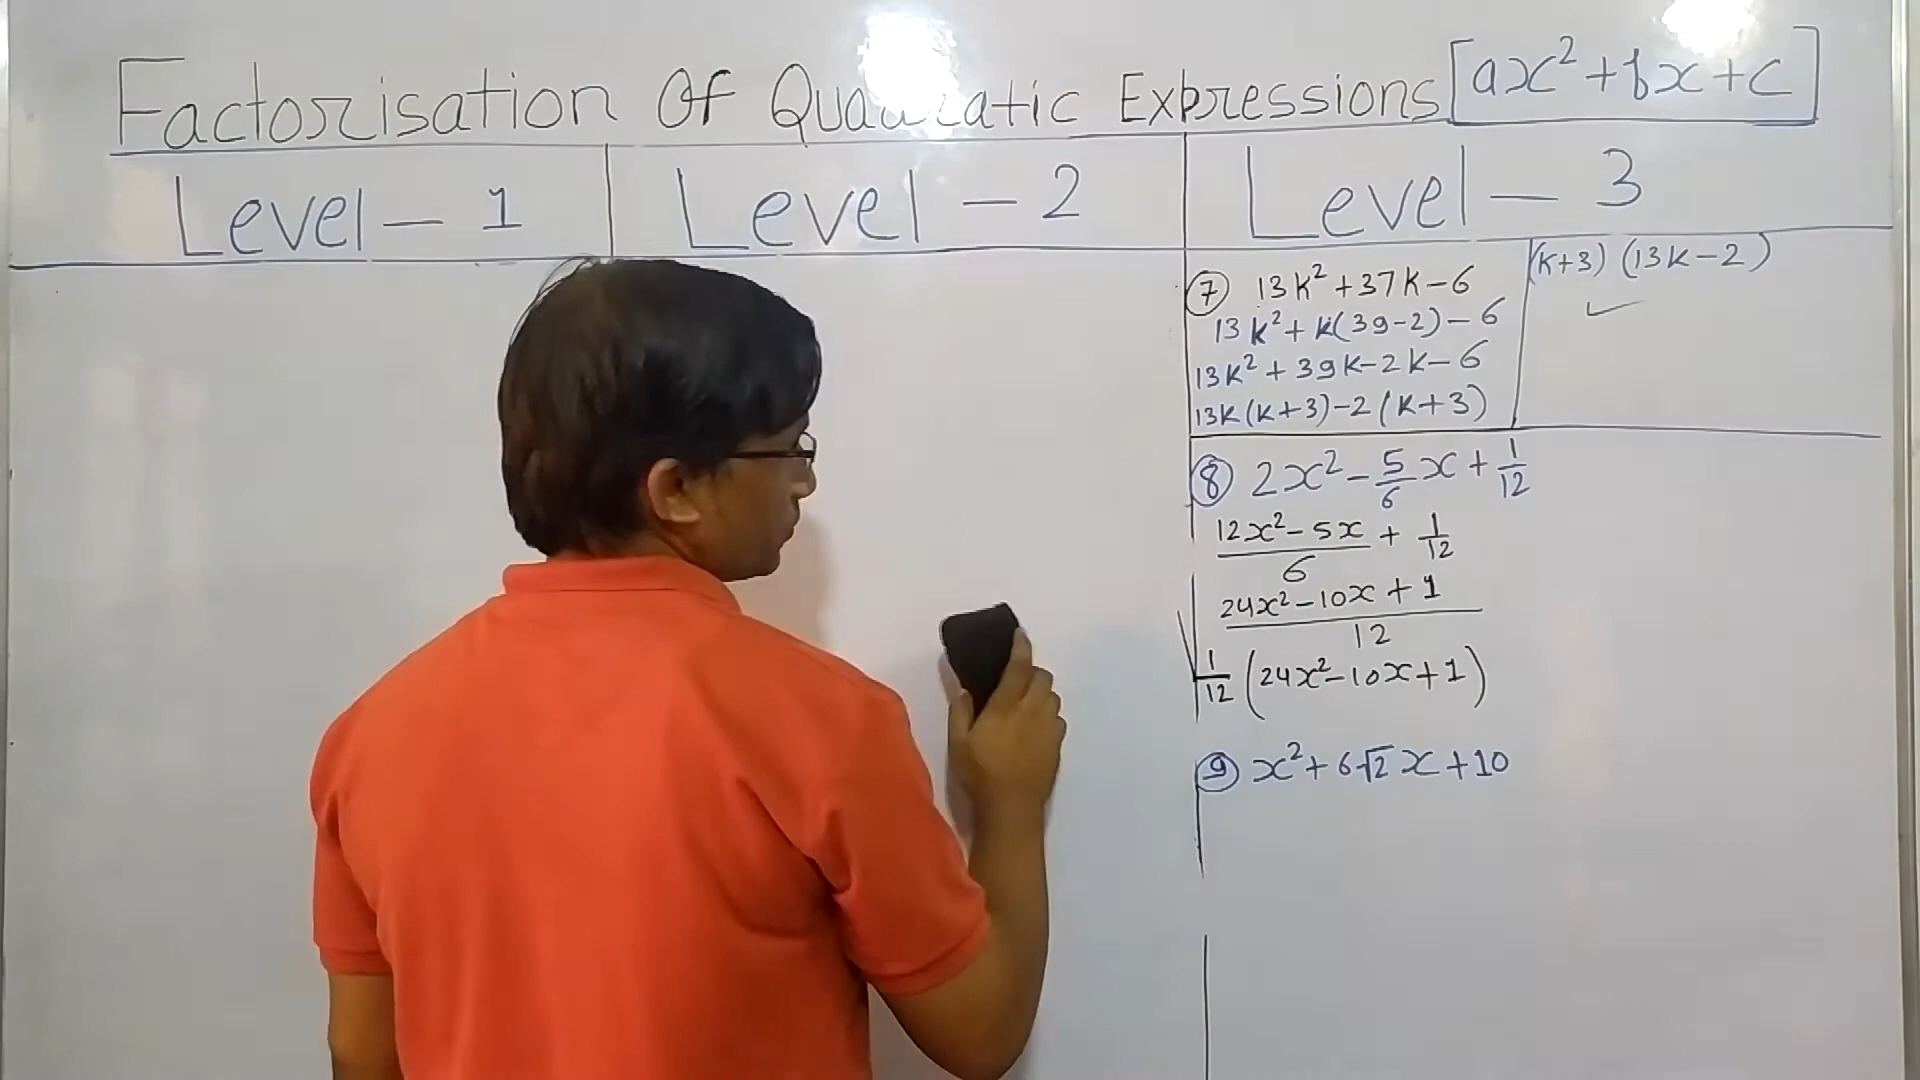 Factorisation Of Quadratic Expressions [ax²+bx+c]
Level - 1
Level - 2
Level - 3
⑦ 13k²+37k-6
13k²+k(39-2)-6
13k²+39k-2k-6
13k(k+3)-2(k+3)
(k+3)(13k-2)
✓
⑧ 2x²-5/6x+1/12
12x²-5x/6+1/12
24x²-10x+1/12
1/12(24x²-10x+1)
⑨ x²+6√2x+10